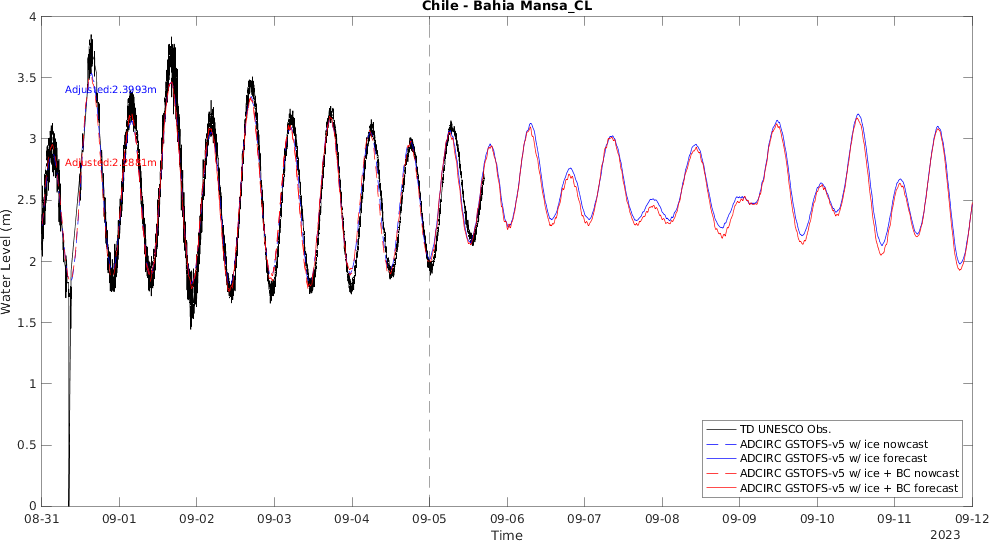 Chile - Bahia Mansa_CL
4
3.5
3
2.5
2
1.5
1
0.5
0
Water Level (m)
Adjusted:2.3993m
TD UNESCO Obs.
ADCIRC GSTOFS-v5 w/ ice nowcast
ADCIRC GSTOFS-v5 w/ ice forecast
ADCIRC GSTOFS-v5 w/ ice + BC nowcast
ADCIRC GSTOFS-v5 w/ ice + BC forecast
08-31 09-01 09-02 09-03 09-04 09-05 09-06 09-07 09-08 09-09 09-10 09-11 09-12
Time
2023